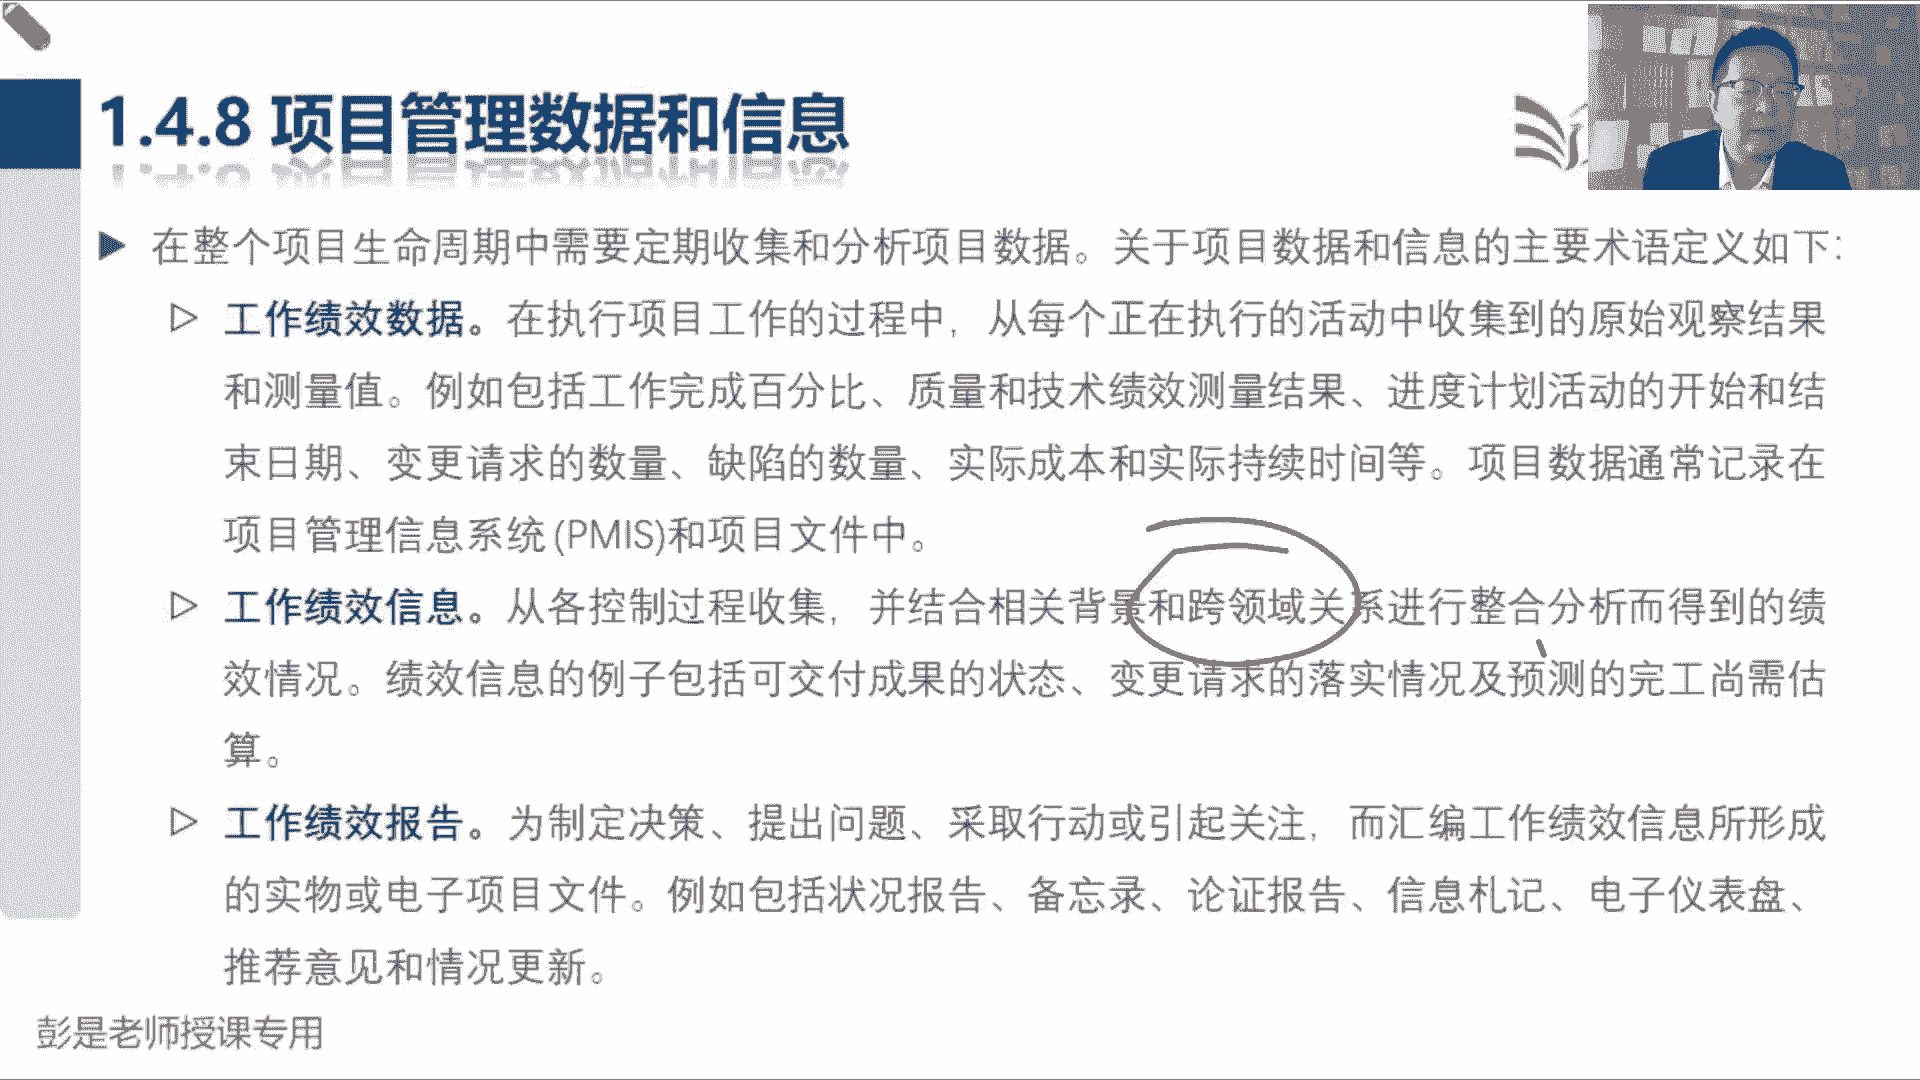 1.4.8 项目管理数据和信息
在整个项目生命周期中需要定期收集和分析项目数据。关于项目数据和信息的主要术语定义如下:
工作绩效数据。在执行项目工作的过程中,从每个正在执行的活动中收集到的原始观察结果
和测量值。例如包括工作完成百分比、质量和技术绩效测量结果、进度计划活动的开始和结
束日期、变更请求的数量、缺陷的数量、实际成本和实际持续时间等。项目数据通常记录在
项目管理信息系统(PMIS)和项目文件中。
工作绩效信息。从各控制过程收集,并结合相关背景和跨领域关系进行整合分析而得到的绩
效情况。绩效信息的例子包括可交付成果的状态、变更请求的落实情况及预测的完工尚需估
算。
工作绩效报告。为制定决策、提出问题、采取行动或引起关注,而汇编工作绩效信息所形成
的实物或电子项目文件。例如包括状况报告、备忘录、论证报告、信息札记、电子仪表盘、
推荐意见和情况更新。
彭是老师授课专用